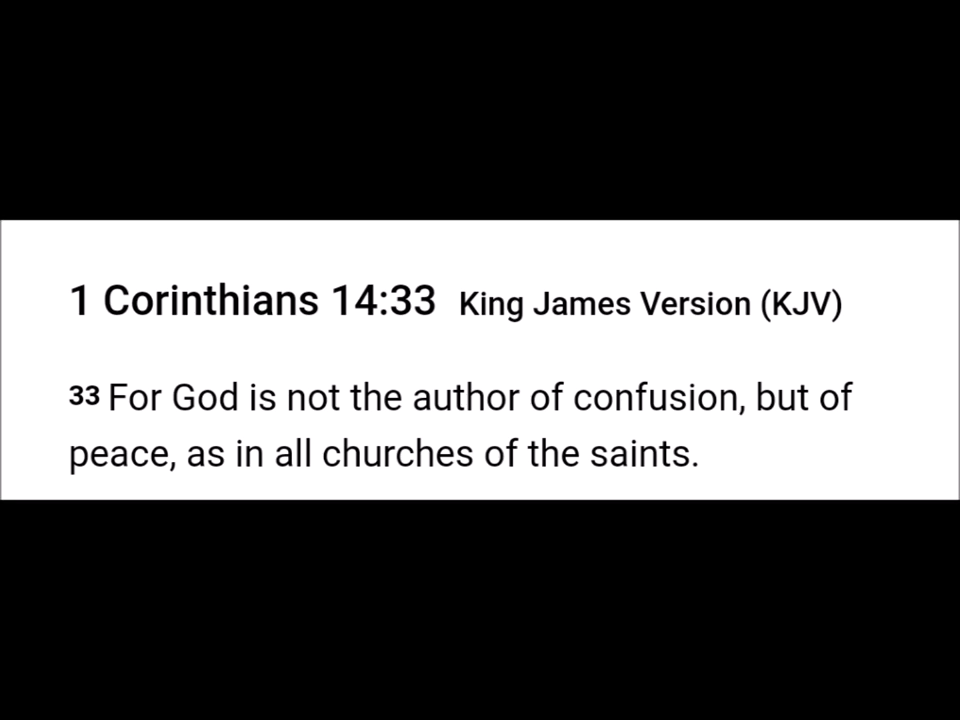 1 Corinthians 14:33 King James Version (KJV)
33 For God is not the author of confusion, but of
peace, as in all churches of the saints.